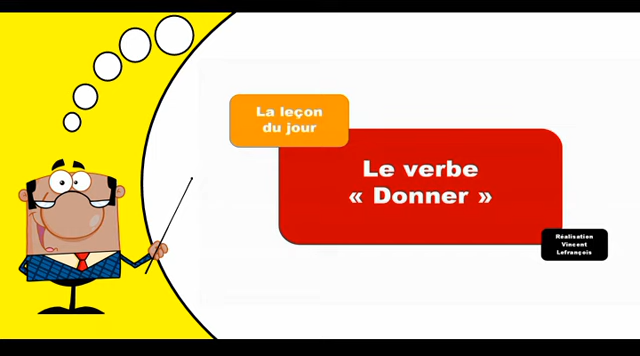 La leçon
du jour
Le verbe
« Donner »
Réalisation
Vincent
Lefrançois